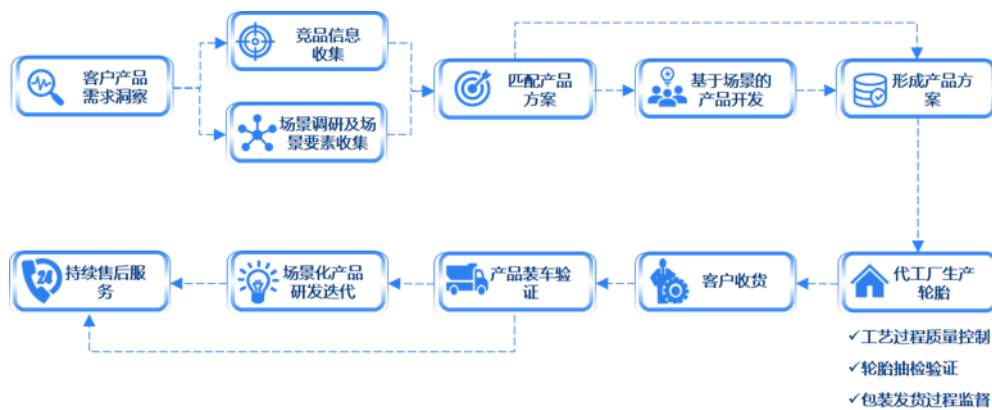 客户产品
需求洞察
竞品信息
收集
场景调研及场
景要素收集
匹配产品
方案
基于场景的
产品开发
形成产品方
案
代工厂生产
轮胎
✓工艺过程质量控制
✓轮胎抽检验证
✓包装发货过程监督
客户收货
产品装车验
证
场景化产品
研发迭代
24
持续售后服
务